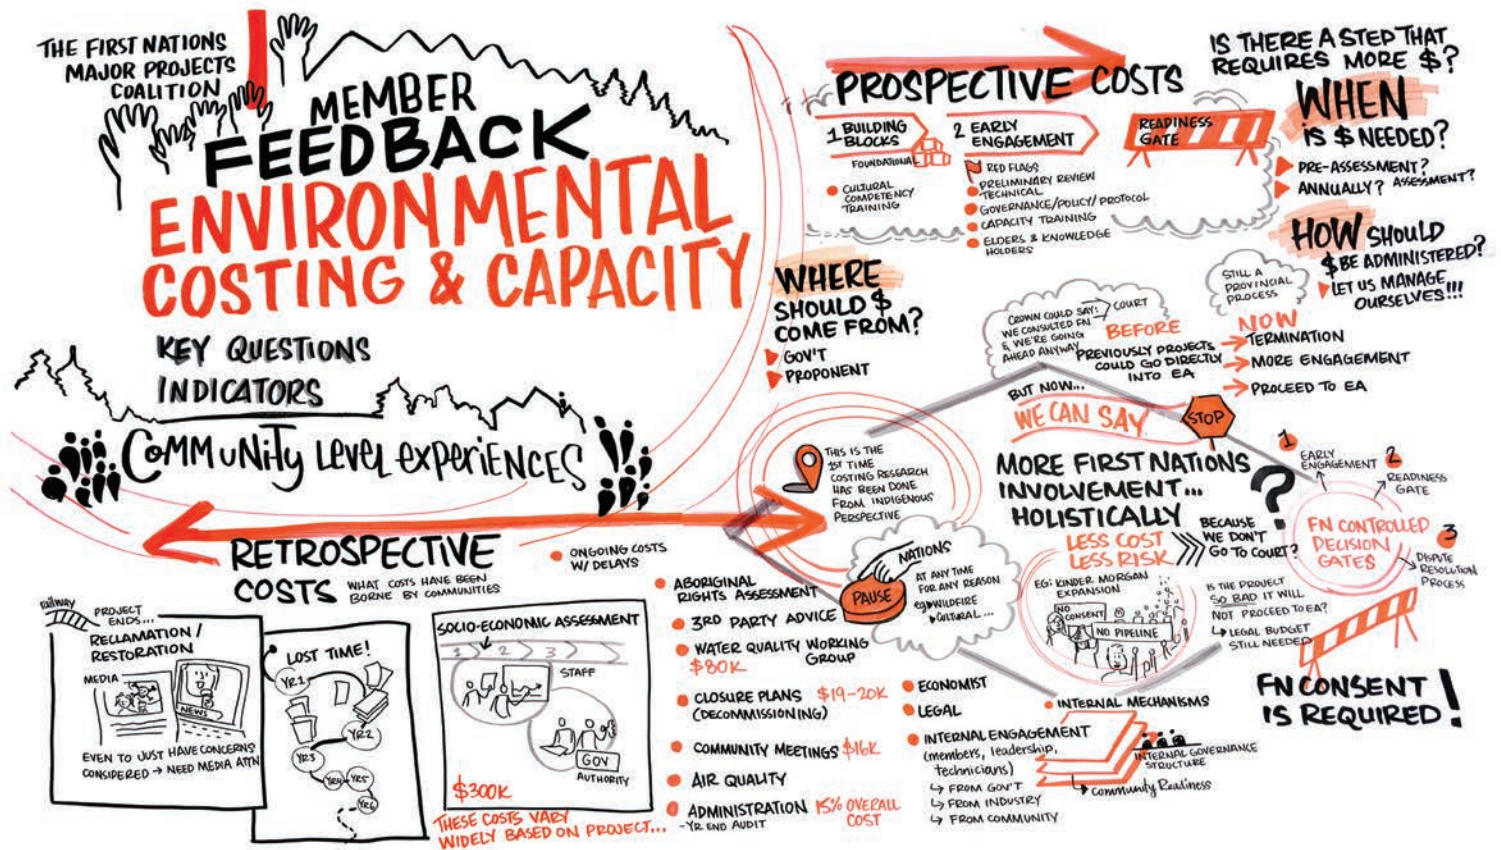 THE FIRST NATIONS
MAJOR PROJECTS
COALITION
MEMBER
FEEDBACK
ENVIRONMENTAL
COSTING & CAPACITY
KEY QUESTIONS
INDICATORS
COMMUNITY LEVEL EXPERIENCES
PROSPECTIVE COSTS
1 BUILDING
BLOCKS
FOUNDATIONAL
CULTURAL
COMPETENCY
TRAINING
2 EARLY
ENGAGEMENT
RED FLAGS
PRELIMINARY REVIEW
TECHNICAL
GOVERNANCE/POLICY/PROTOCOL
CAPACITY TRAINING
ELDERS & KNOWLEDGE
HOLDERS
READINESS
GATE
IS THERE A STEP THAT
REQUIRES MORE $?
WHEN
IS $ NEEDED?
PRE-ASSESSMENT?
ANNUALLY? ASSESSMENT?
HOW SHOULD
$ BE ADMINISTERED?
LET US MANAGE
OURSELVES!!!
WHERE
SHOULD $
COME FROM?
GOV'T
PROPONENT
CROWN COULD SAY:
WE CONSULTED FN
& WE'RE GOING
AHEAD ANYWAY
COURT
BEFORE
PREVIOUSLY PROJECTS
COULD GO DIRECTLY
INTO EA
STILL A
PROVINCIAL
PROCESS
NOW
TERMINATION
MORE ENGAGEMENT
PROCEED TO EA
BUT NOW...
WE CAN SAY
STOP
THIS IS THE
1ST TIME
COSTING RESEARCH
HAS BEEN DONE
FROM INDIGENOUS
PERSPECTIVE
MORE FIRST NATIONS
INVOLVEMENT...
HOLISTICALLY
LESS COST
LESS RISK
?
BECAUSE
WE DON'T
GO TO COURT?
EG: KINDER MORGAN
EXPANSION
NO
CONSENT
NO PIPELINE
IS THE PROJECT
SO BAD IT WILL
NOT PROCEED TO EA?
LEGAL BUDGET
STILL NEEDED
1
EARLY
ENGAGEMENT
2
READINESS
GATE
3
DISPUTE
RESOLUTION
PROCESS
FN CONTROLLED
DECISION
GATES
FN CONSENT
IS REQUIRED!
NATIONS
PAUSE
AT ANY TIME
FOR ANY REASON
eg WILDFIRE
CULTURAL...
RETROSPECTIVE
COSTS
WHAT COSTS HAVE BEEN
BORNE BY COMMUNITIES
ONGOING COSTS
W/ DELAYS
railway
PROJECT
ENDS...
RECLAMATION/
RESTORATION
MEDIA
NEWS
EVEN TO JUST HAVE CONCERNS
CONSIDERED → NEED MEDIA ATTN
LOST TIME!
YR1
YR2
YR3
YR4
YR5
YR6
SOCIO-ECONOMIC ASSESSMENT
1 2 3
STAFF
GOV
AUTHORITY
$300K
THESE COSTS VARY
WIDELY BASED ON PROJECT...
ABORIGINAL
RIGHTS ASSESSMENT
3RD PARTY ADVICE
WATER QUALITY WORKING
$80K GROUP
CLOSURE PLANS $19-20K
(DECOMMISSIONING)
COMMUNITY MEETINGS $16K
AIR QUALITY
ADMINISTRATION 15% OVERALL
-YR END AUDIT COST
ECONOMIST
LEGAL
INTERNAL ENGAGEMENT
(members, leadership,
technicians)
FROM GOV'T
FROM INDUSTRY
FROM COMMUNITY
INTERNAL MECHANISMS
INTERNAL GOVERNANCE
STRUCTURE
Community Readiness